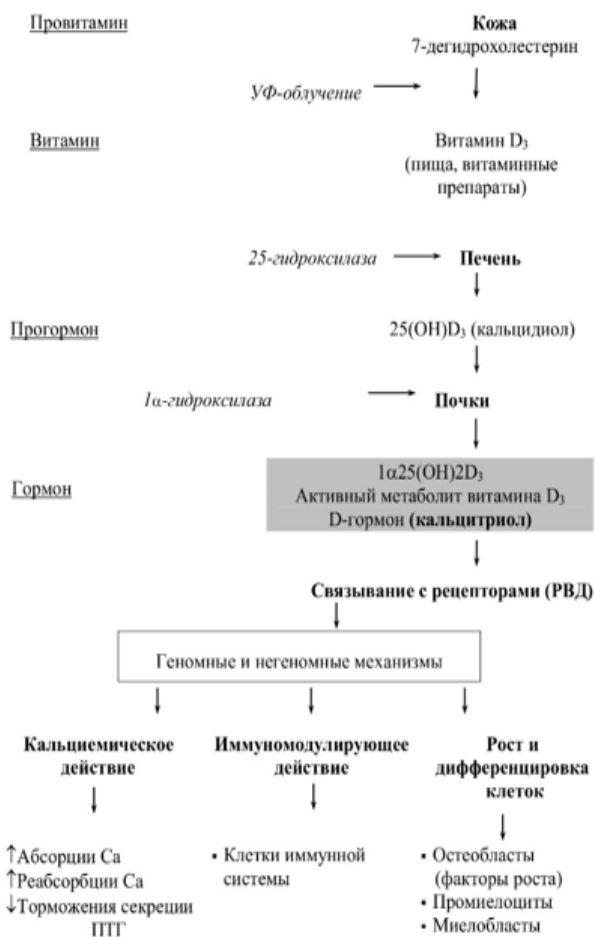 Провитамин
Кожа
7-дегидрохолестерин
УФ-облучение
Витамин
Витамин D₃
(пища, витаминные
препараты)
25-гидроксилаза
Печень
Прогормон
25(OH)D₃ (кальцидиол)
1α-гидроксилаза
Почки
Гормон
1α25(OH)2D₃
Активный метаболит витамина D₃
D-гормон (кальцитриол)
Связывание с рецепторами (РВД)
Геномные и негеномные механизмы
Кальциемическое
действие
↑Абсорции Са
↑Реабсорбции Са
↓Торможения секреции
ПТГ
Иммуномодулирующее
действие
▪ Клетки иммунной
системы
Рост и
дифференцировка
клеток
▪ Остеобласты
(факторы роста)
▪ Промиелоциты
▪ Миелобласты